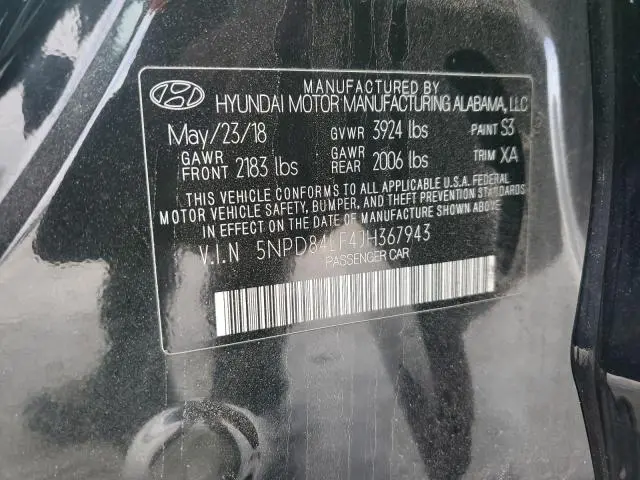 MANUFACTURED BY
HYUNDAI MOTOR MANUFACTURING ALABAMA, LLC
May/23/18 GVWR 3924 lbs PAINT S3
GAWR FRONT 2183 lbs GAWR REAR 2006 lbs TRIM XA
THIS VEHICLE CONFORMS TO ALL APPLICABLE U.S.A. FEDERAL
MOTOR VEHICLE SAFETY, BUMPER, AND THEFT PREVENTION STANDARDS
IN EFFECT ON THE DATE OF MANUFACTURE SHOWN ABOVE.
V.I.N 5NPD84LF4JH367943
PASSENGER CAR